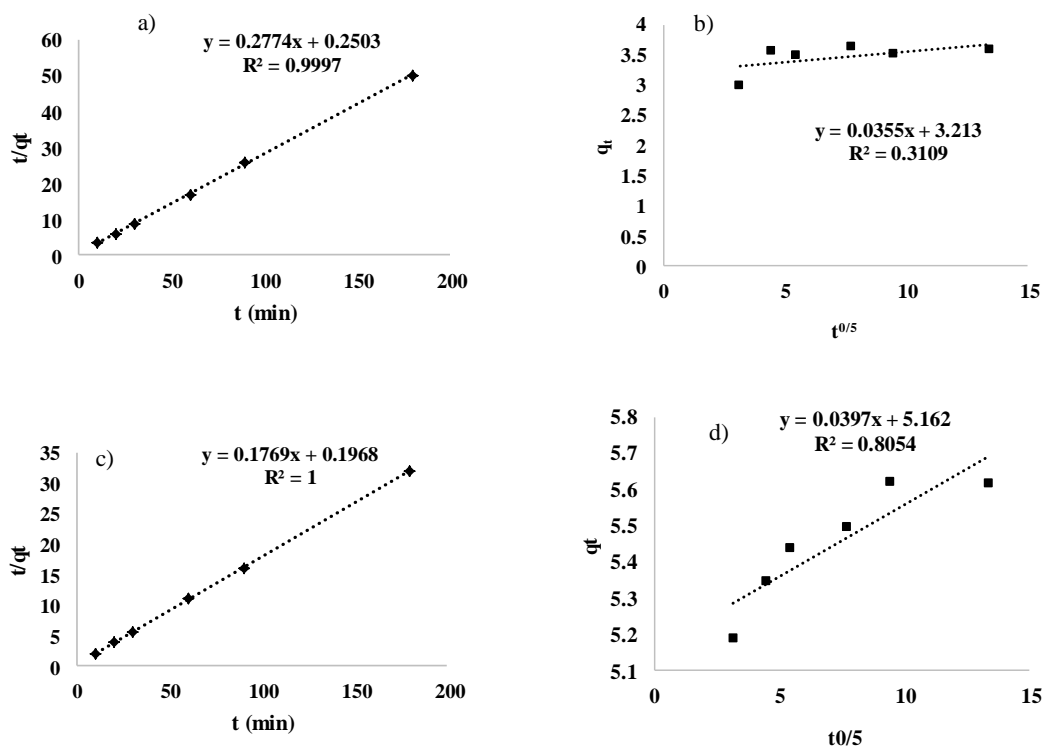 a)
y = 0.2774x + 0.2503
R² = 0.9997
60
50
40
30
20
10
0
t/qt
0 50 100 150 200
t (min)
b)
4
3.5
3
2.5
2
1.5
1
0.5
0
qt
y = 0.0355x + 3.213
R² = 0.3109
0 5 10 15
t0/5
c)
y = 0.1769x + 0.1968
R² = 1
35
30
25
20
15
10
5
0
t/qt
0 50 100 150 200
t (min)
d)
y = 0.0397x + 5.162
R² = 0.8054
5.8
5.7
5.6
5.5
5.4
5.3
5.2
5.1
qt
0 5 10 15
t0/5